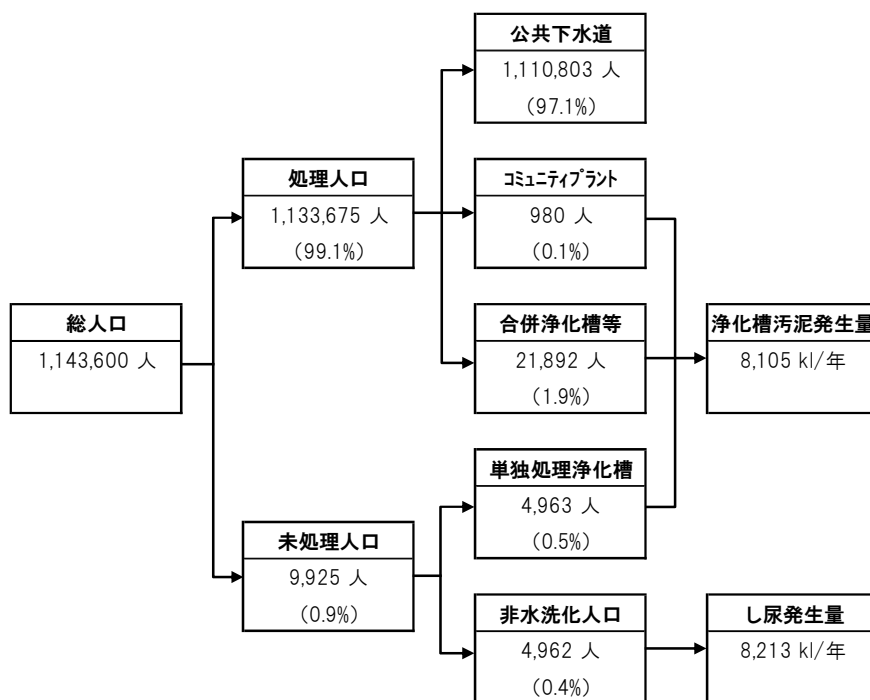 公共下水道
1,110,803 人
(97.1%)
処理人口
1,133,675 人
(99.1%)
コミュニティプラント
980 人
(0.1%)
総人口
1,143,600 人
合併浄化槽等
21,892 人
(1.9%)
浄化槽汚泥発生量
8,105 kl/年
単独処理浄化槽
4,963 人
(0.5%)
未処理人口
9,925 人
(0.9%)
非水洗化人口
4,962 人
(0.4%)
し尿発生量
8,213 kl/年